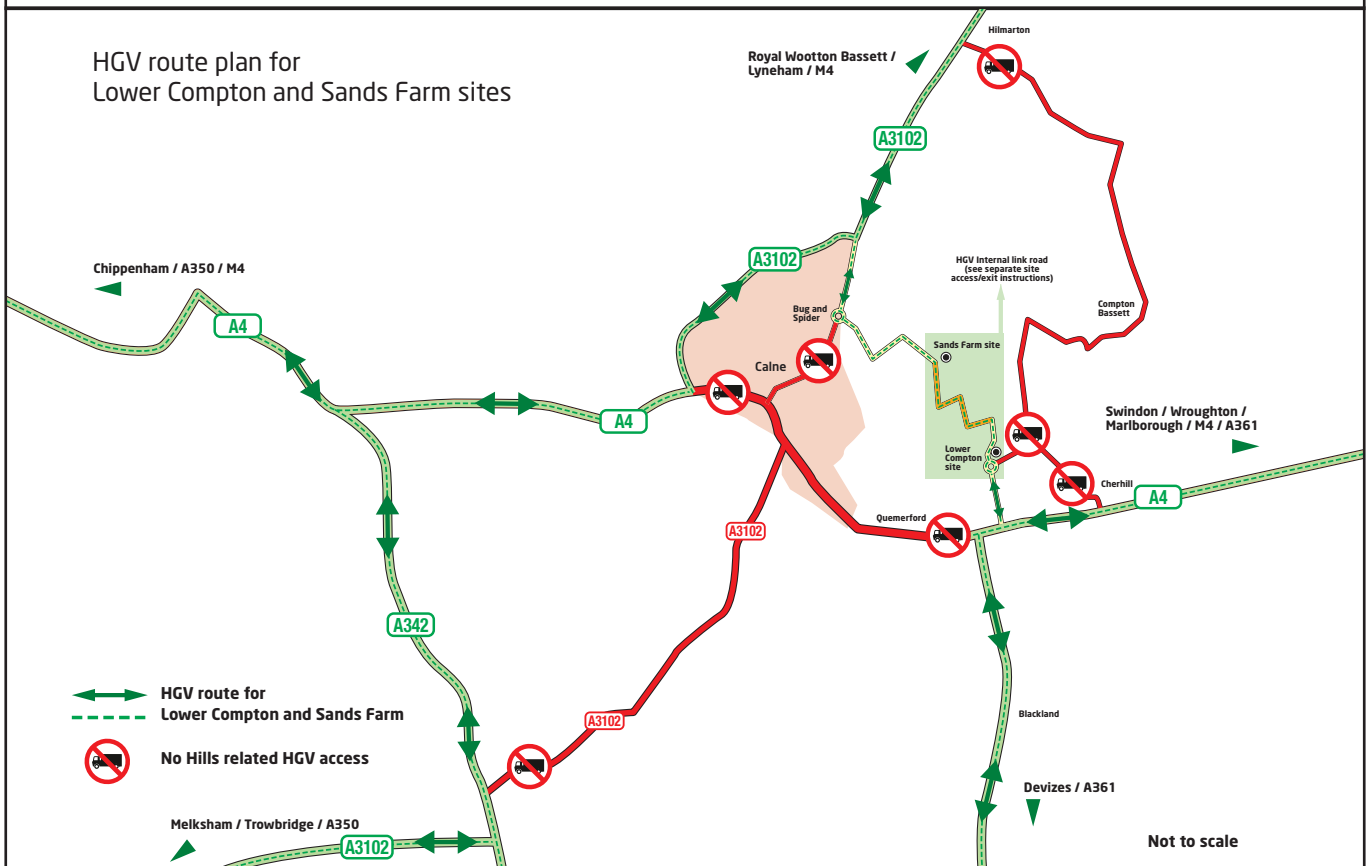 HGV route plan for
Lower Compton and Sands Farm sites
Royal Wootton Bassett /
Lyneham / M4
Hilmarton
A3102
A3102
Chippenham / A350 / M4
HGV Internal link road
(see separate site
access/exit instructions)
Compton
Bassett
Bug and
Spider
A4
Sands Farm site
Calne
A4
Swindon / Wroughton /
Marlborough / M4 / A361
Lower
Compton
site
Cherhill
A4
Quemerford
A3102
A342
HGV route for
Lower Compton and Sands Farm
A3102
Blackland
No Hills related HGV access
Devizes / A361
Melksham / Trowbridge / A350
A3102
Not to scale